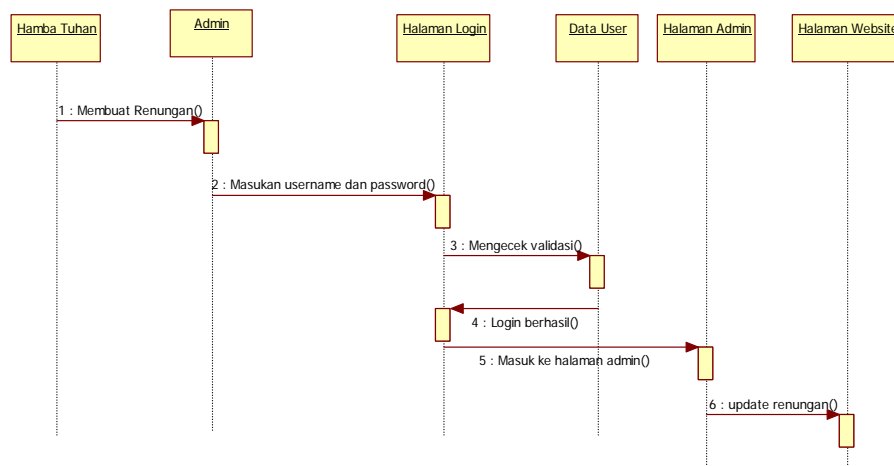 Hamba Tuhan
Admin
Halaman Login
Data User
Halaman Admin
Halaman Website
1 : Membuat Renungan()
2 : Masukan username dan password()
3 : Mengecek validasi()
4 : Login berhasil()
5 : Masuk ke halaman admin()
6 : update renungan()